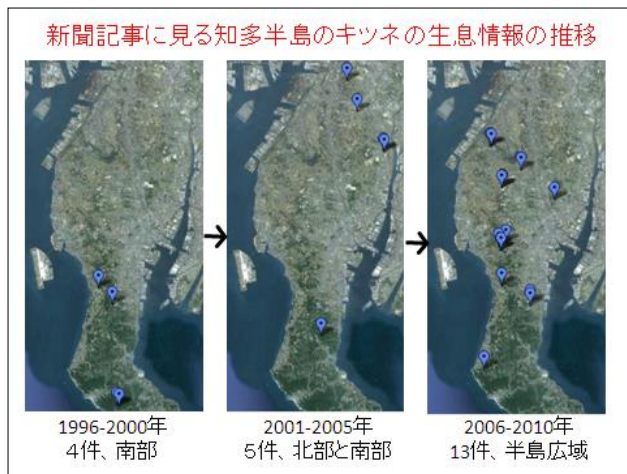 新聞記事に見る知多半島のキツネの生息情報の推移
1996-2000年
4件、南部
2001-2005年
5件、北部と南部
2006-2010年
13件、半島広域